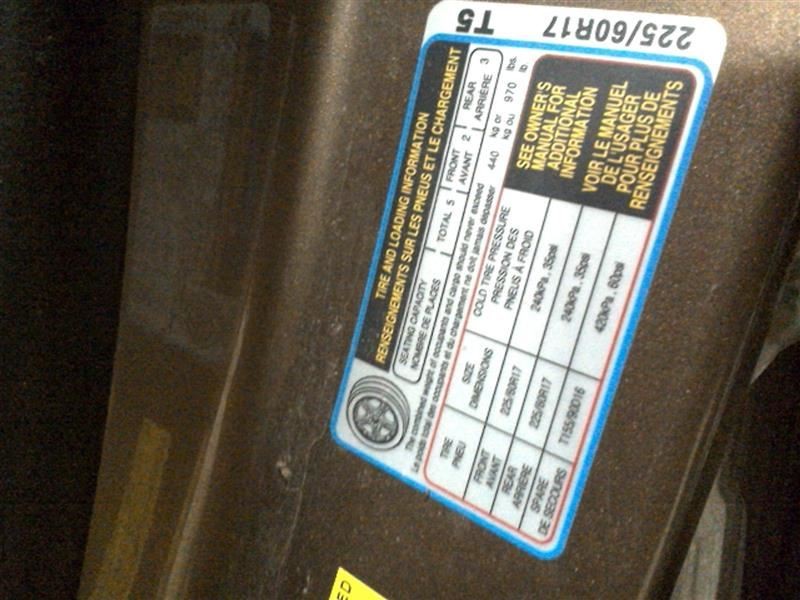 225/60R17
T5
TIRE AND LOADING INFORMATION
RENSEIGNEMENTS SUR LES PNEUS ET LE CHARGEMENT
SEATING CAPACITY TOTAL 5 FRONT 2 REAR 3
NOMBRE DE PLACES AVANT ARRIÈRE
The combined weight of occupants and cargo should never exceed 440 kg or 970 lbs.
Le poids total des occupants et du chargement ne doit jamais dépasser kg ou lb
TIRE SIZE COLD TIRE PRESSURE
PNEU DIMENSIONS PRESSION DES
PNEUS À FROID
FRONT 225/60R17 240kPa, 35psi
AVANT
REAR 225/60R17 240kPa, 35psi
ARRIÈRE
SPARE T155/90D16 420kPa, 60psi
DE SECOURS
SEE OWNER'S
MANUAL FOR
ADDITIONAL
INFORMATION
VOIR LE MANUEL
DE L'USAGER
POUR PLUS DE
RENSEIGNEMENTS
ED